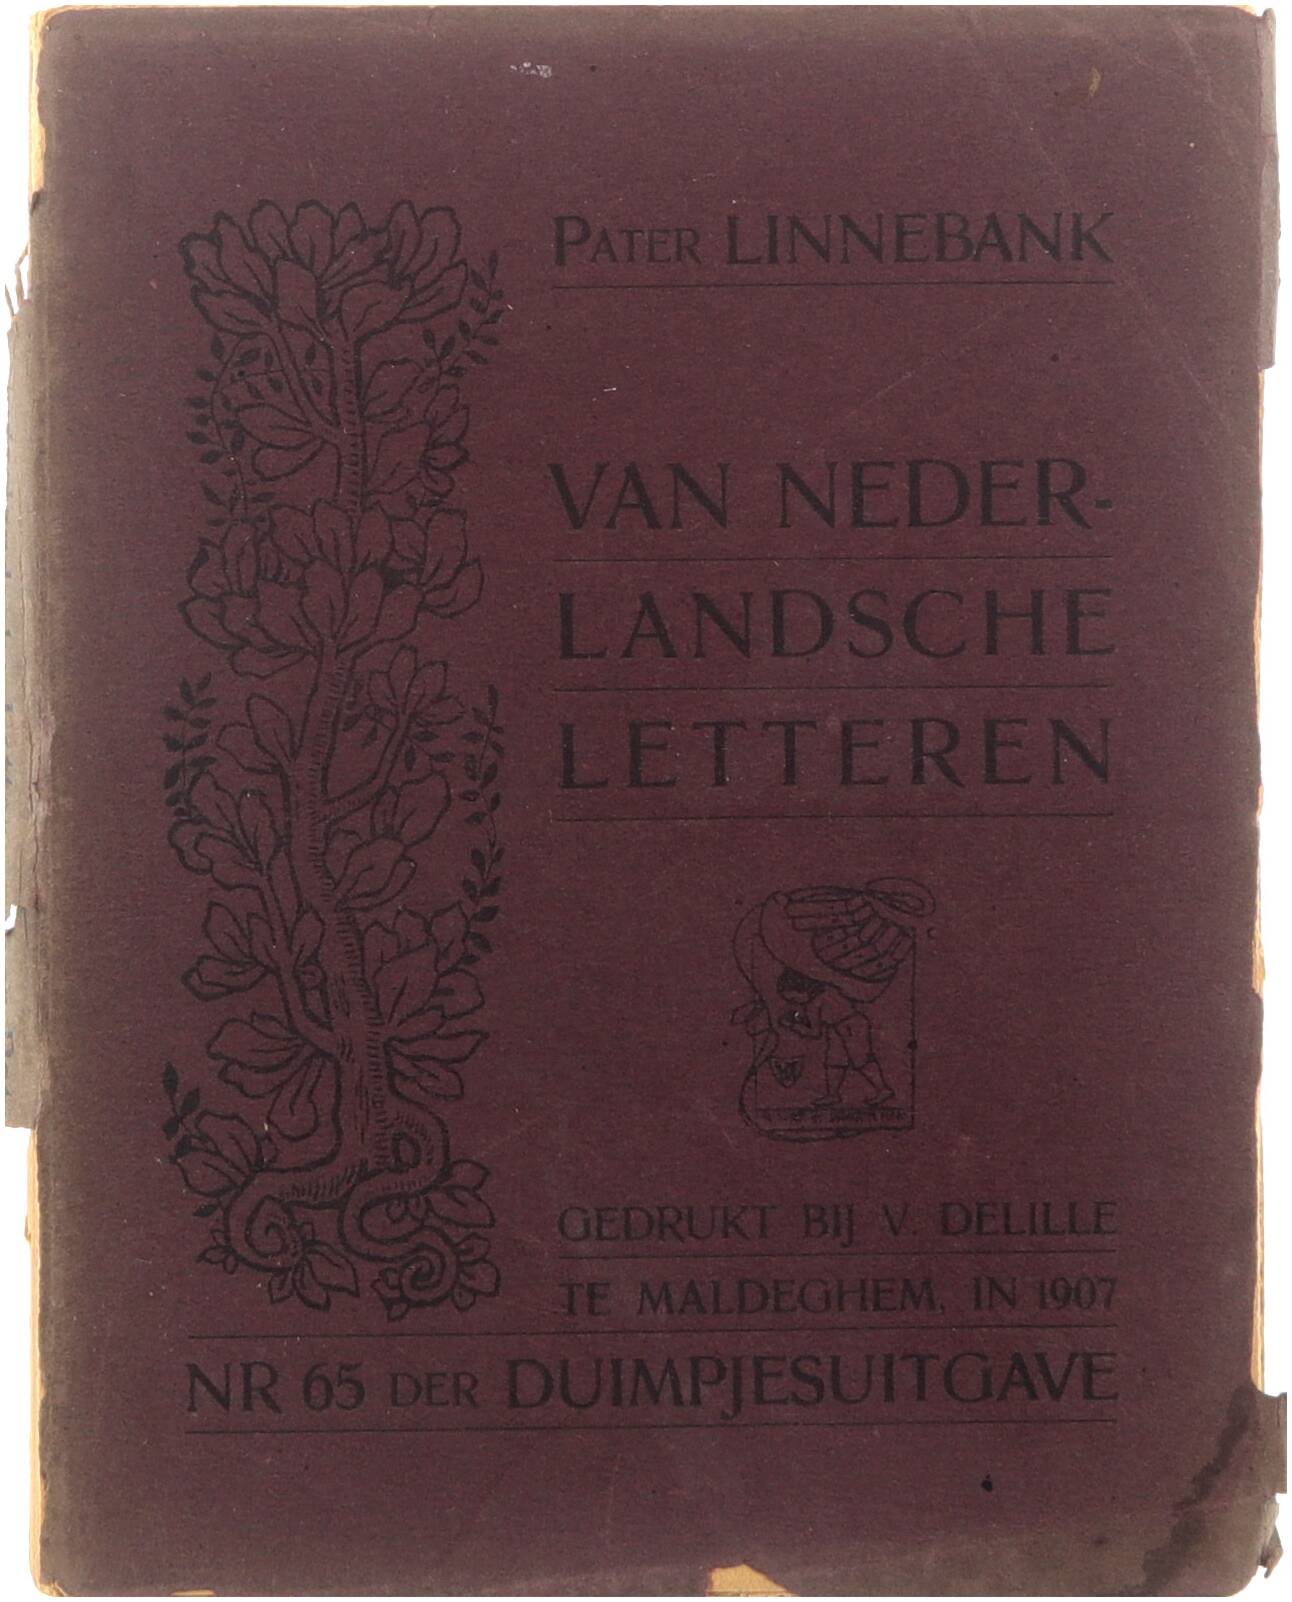 PATER LINNEBANK
VAN NEDER-
LANDSCHE
LETTEREN
GEDRUKT BIJ V. DELILLE
TE MALDEGHEM, IN 1907
NR 65 DER DUIMPJESUITGAVE